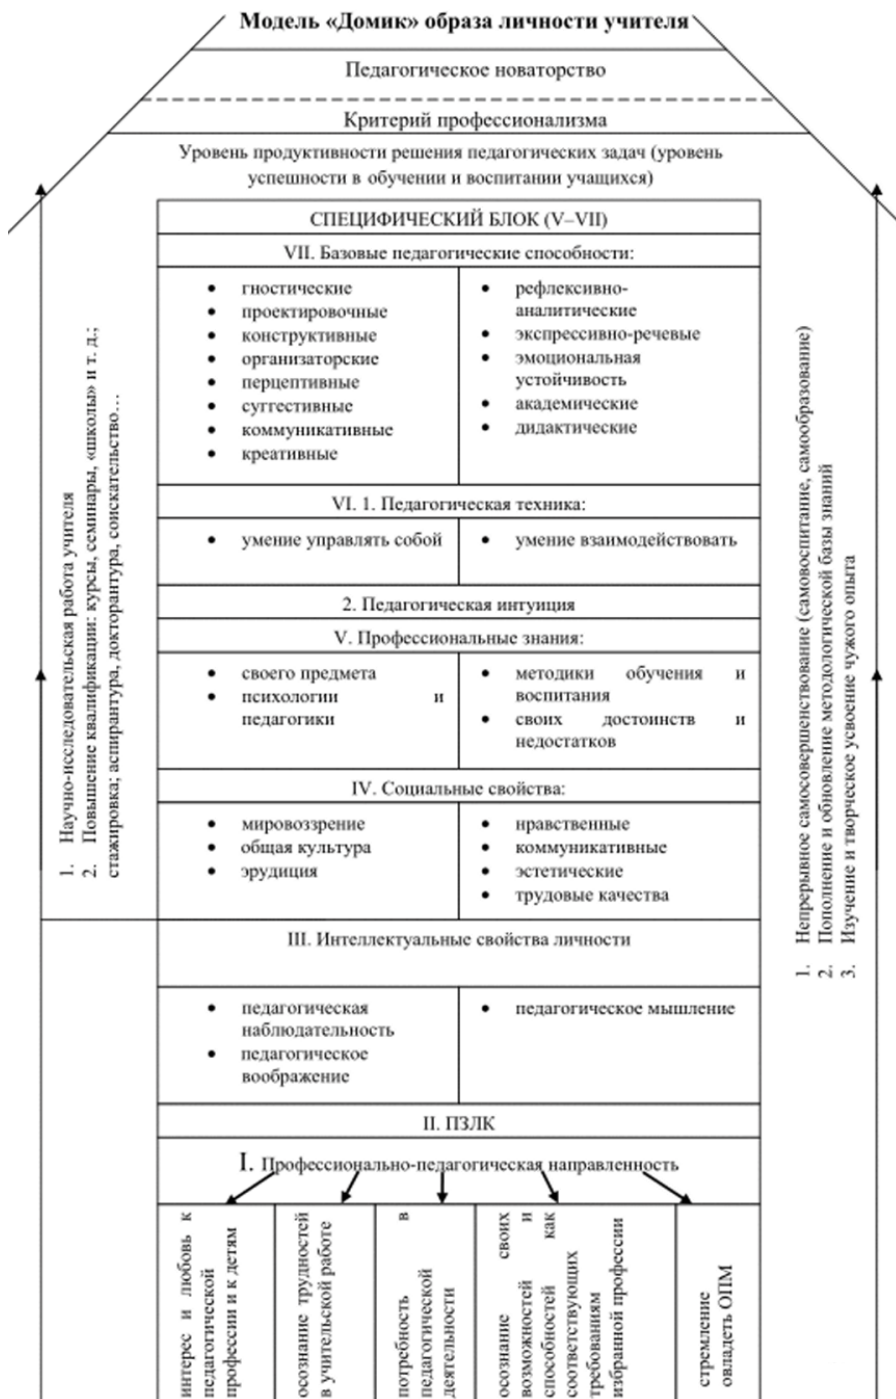 Модель «Домик» образа личности учителя
Педагогическое новаторство
Критерий профессионализма
Уровень продуктивности решения педагогических задач (уровень
успешности в обучении и воспитании учащихся)
СПЕЦИФИЧЕСКИЙ БЛОК (V–VII)
VII. Базовые педагогические способности:
• гностические
• проектировочные
• конструктивные
• организаторские
• перцептивные
• суггестивные
• коммуникативные
• креативные
• рефлексивно-
аналитические
• экспрессивно-речевые
• эмоциональная
устойчивость
• академические
• дидактические
VI. 1. Педагогическая техника:
• умение управлять собой
• умение взаимодействовать
2. Педагогическая интуиция
V. Профессиональные знания:
• своего предмета
• психологии и
педагогики
• методики обучения и
воспитания
• своих достоинств и
недостатков
IV. Социальные свойства:
• мировоззрение
• общая культура
• эрудиция
• нравственные
• коммуникативные
• эстетические
• трудовые качества
III. Интеллектуальные свойства личности
• педагогическая
наблюдательность
• педагогическое
воображение
• педагогическое мышление
II. ПЗЛК
I. Профессионально-педагогическая направленность
интерес и любовь к
педагогической
профессии и к детям
осознание трудностей
в учительской работе
потребность в
педагогической
деятельности
осознание своих
возможностей и
способностей как
соответствующих
требованиям
избранной профессии
стремление
овладеть ОПМ
1. Научно-исследовательская работа учителя
2. Повышение квалификации: курсы, семинары, «школы» и т. д.;
стажировка; аспирантура, докторантура, соискательство…
1. Непрерывное самосовершенствование (самовоспитание, самообразование)
2. Пополнение и обновление методологической базы знаний
3. Изучение и творческое усвоение чужого опыта